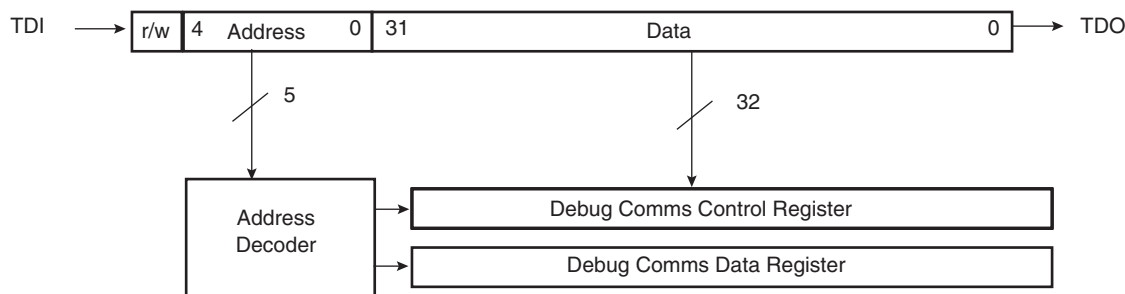 TDI r/w 4 Address 0 31 Data 0 TDO
5
32
Address
Decoder
Debug Comms Control Register
Debug Comms Data Register